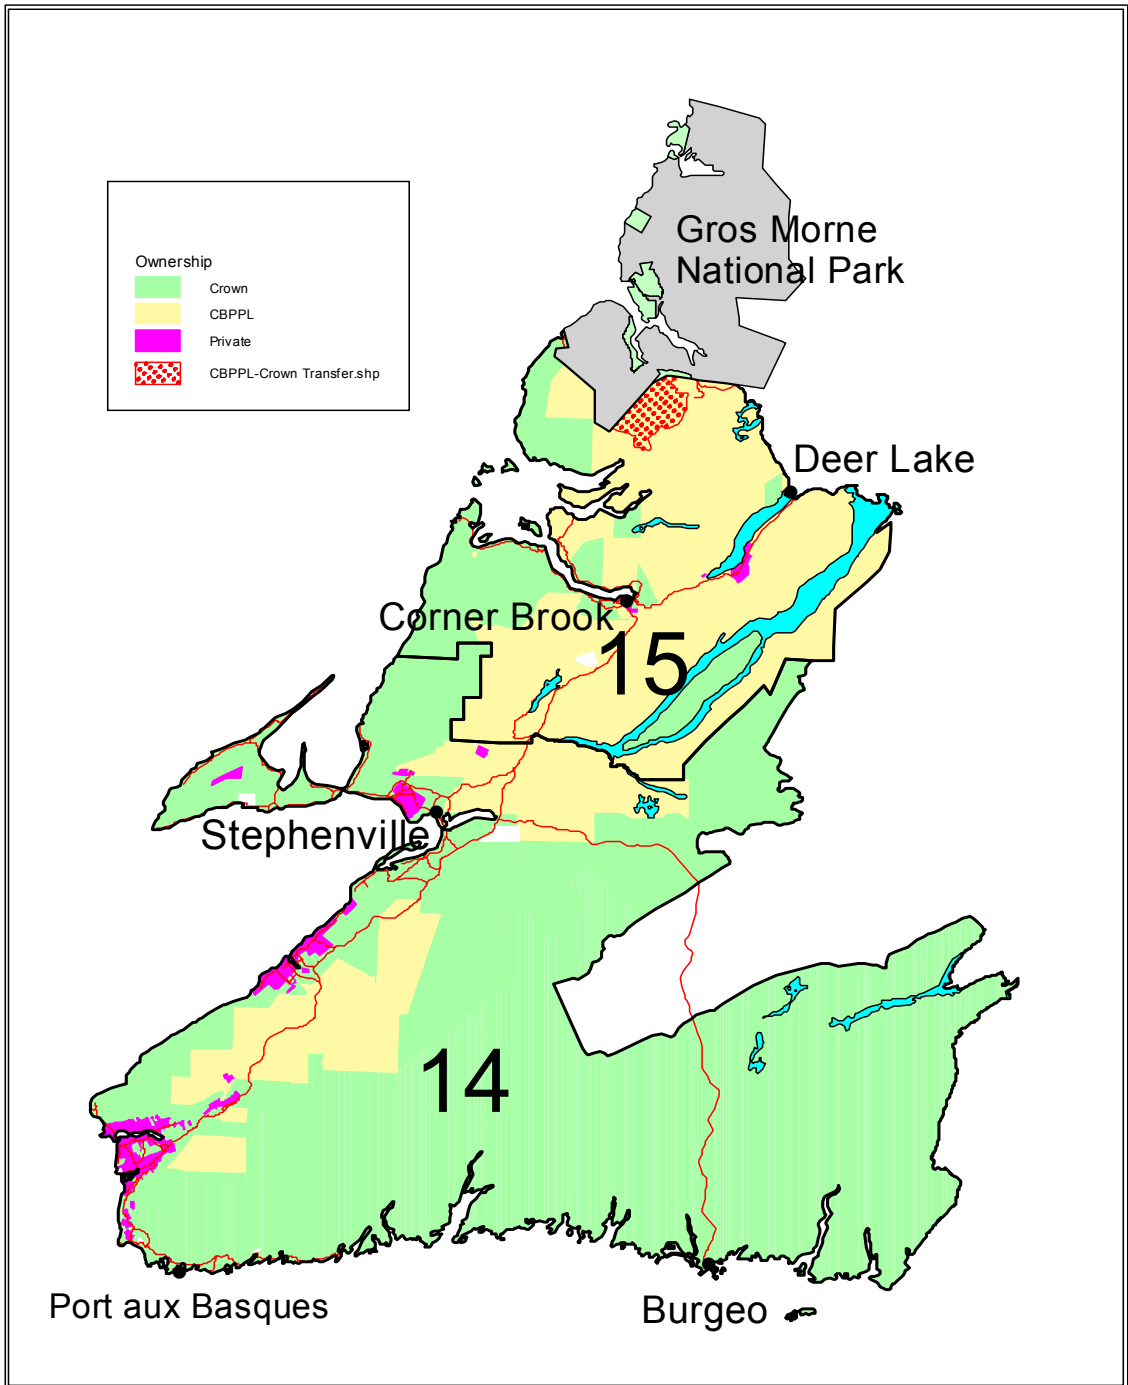 Gros Morne
National Park
Ownership
Crown
CBPPL
Private
CBPPL-Crown Transfer.shp
Deer Lake
Corner Brook
15
Stephenville
14
Port aux Basques
Burgeo